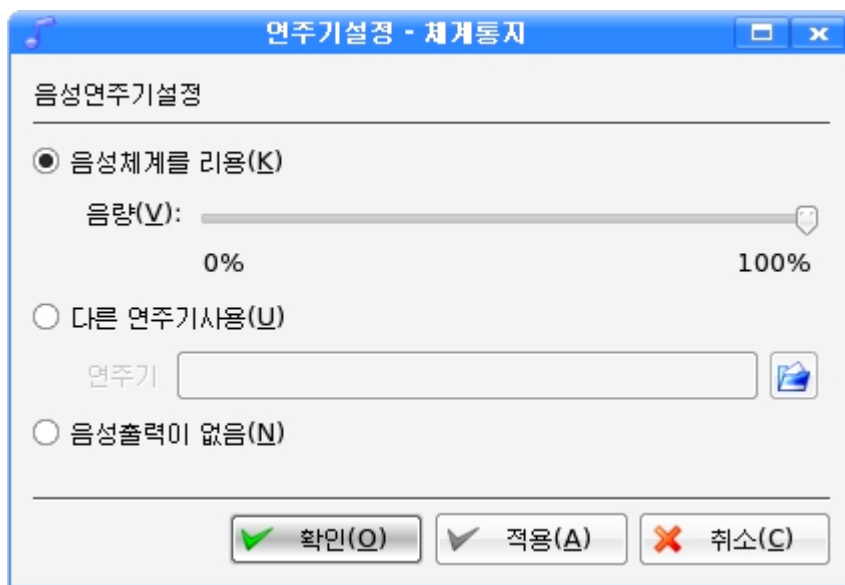 연주기설정 - 체계통지
음성연주기설정
음성체계를 리용(K)
음량(V):
0% 100%
다른 연주기사용(U)
연주기
음성출력이 없음(N)
확인(O) 적용(A) 취소(C)